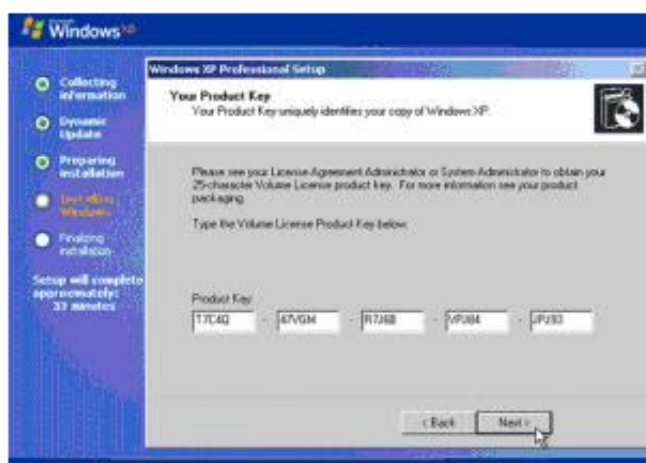 Windows xp
Collecting
information
Dynamic
Update
Preparing
installation
Installing
Windows
Finalizing
installation
Setup will complete
approximately:
33 minutes
Windows XP Professional Setup
Your Product Key
Your Product Key uniquely identifies your copy of Windows XP.
Please see your License Agreement Administrator or System Administrator to obtain your
25-character Volume License product key. For more information see your product
packaging.
Type the Volume License Product Key below:
Product Key:
< Back Next >